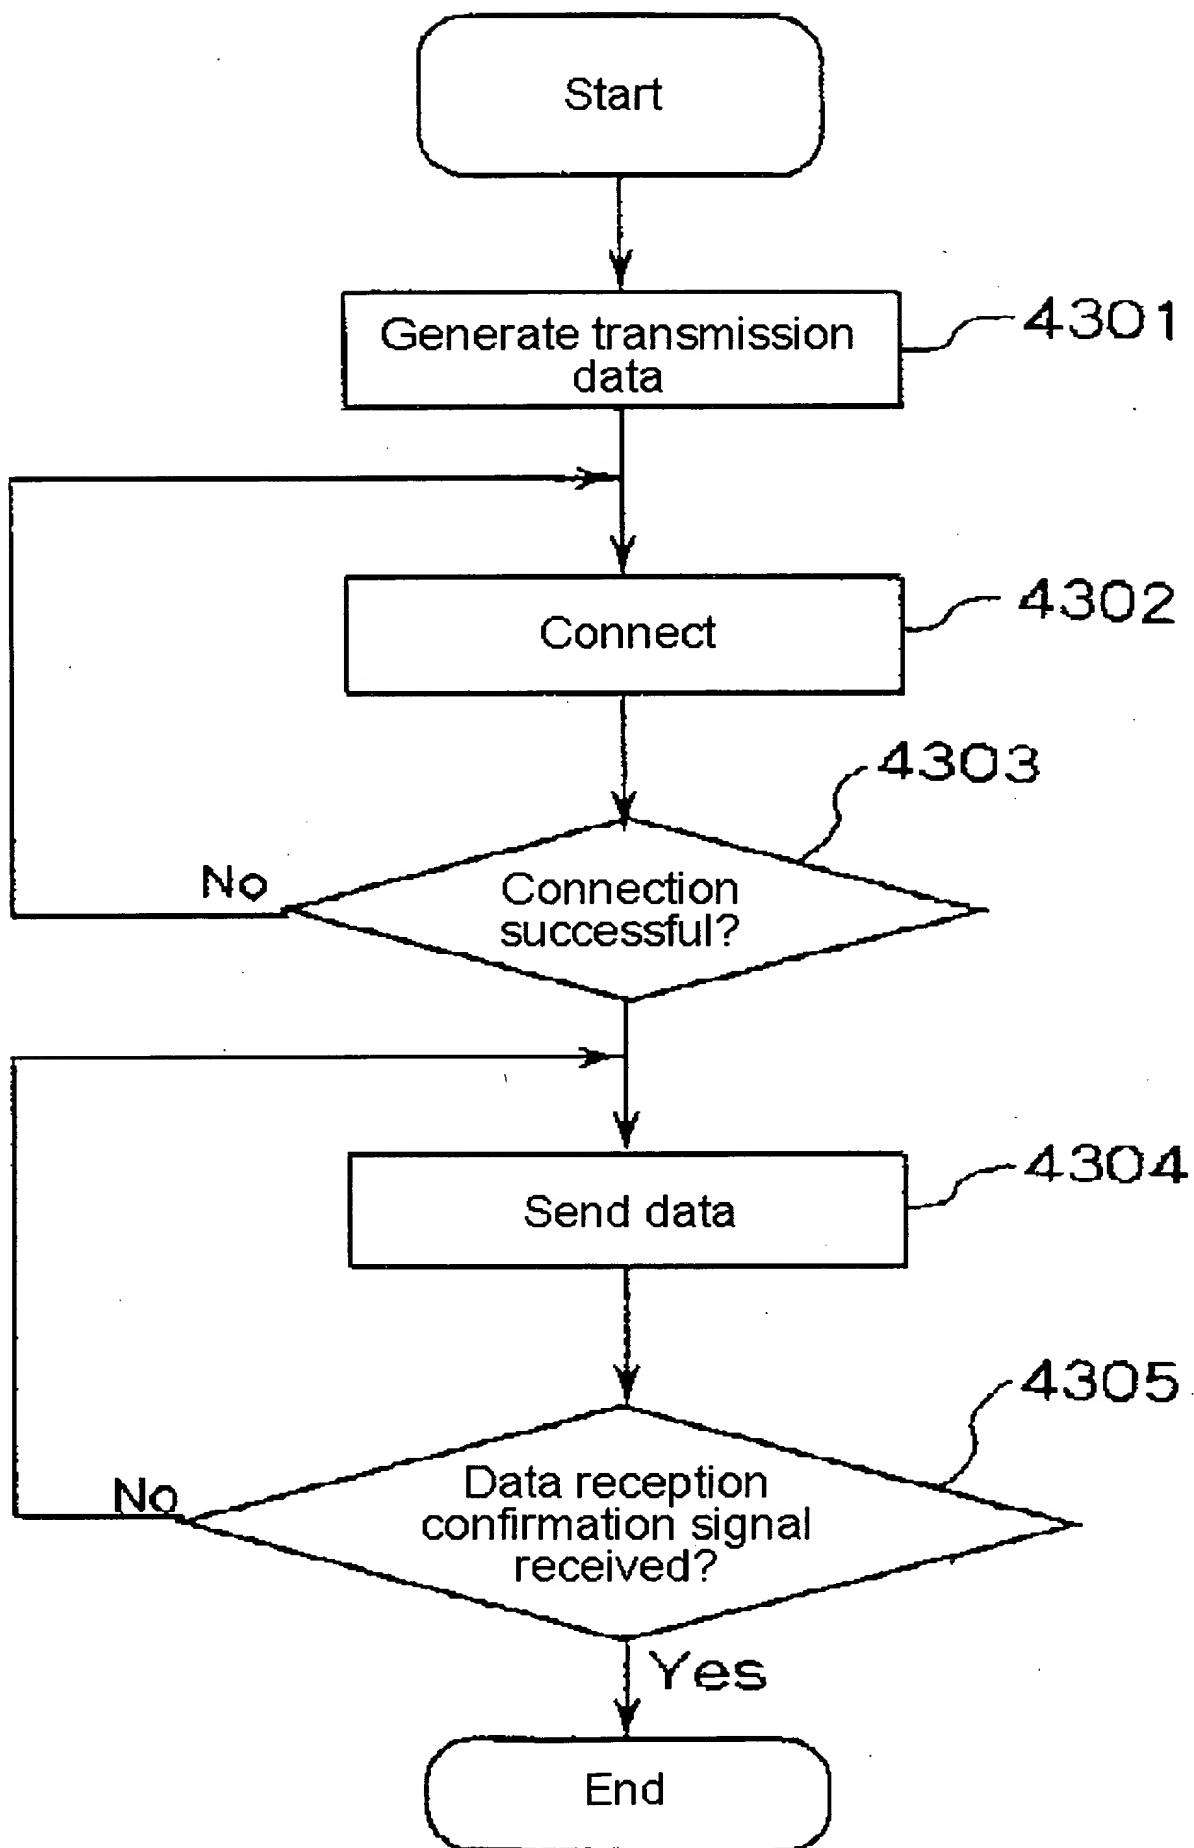 Start
Generate transmission
data
4301
Connect
4302
4303
Connection
successful?
No
Send data
4304
4305
Data reception
confirmation signal
received?
No
Yes
End